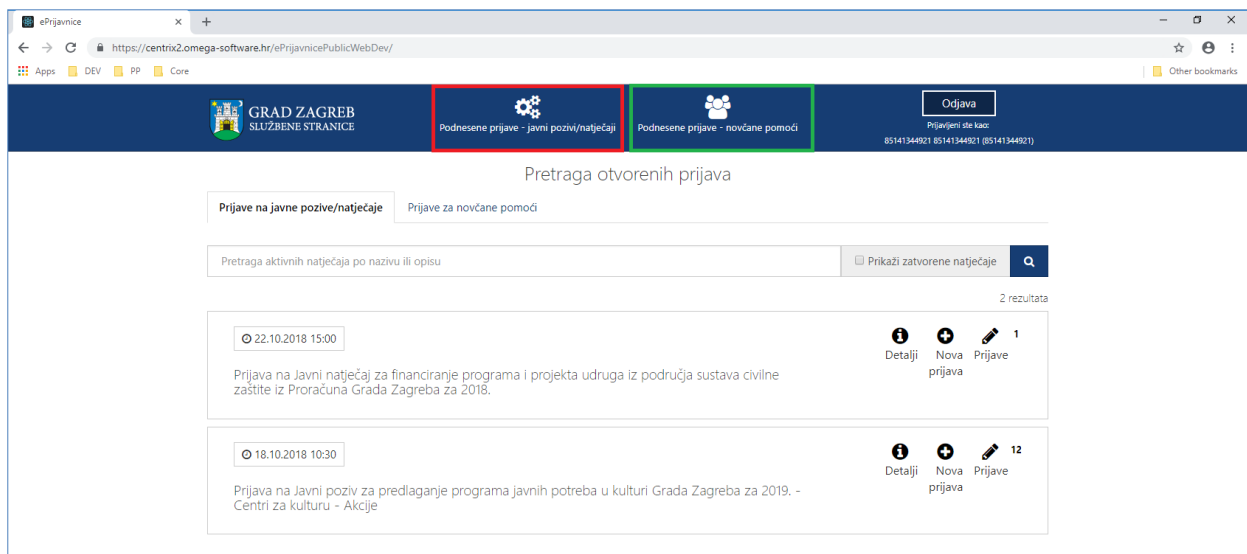 ePrijavnice
https://centrix2.omega-software.hr/ePrijavnicePublicWebDev/
Apps DEV PP Core Other bookmarks
GRAD ZAGREB
SLUŽBENE STRANICE
Podnesene prijave - javni pozivi/natječaji
Podnesene prijave - novčane pomoći
Odjava
Prijavljeni ste kao:
85141344921 85141344921 (85141344921)
Pretraga otvorenih prijava
Prijave na javne pozive/natječaje Prijave za novčane pomoći
Pretraga aktivnih natječaja po nazivu ili opisu Prikaži zatvorene natječaje
2 rezultata
22.10.2018 15:00
Detalji Nova prijava Prijave 1
Prijava na Javni natječaj za financiranje programa i projekta udruga iz područja sustava civilne
zaštite iz Proračuna Grada Zagreba za 2018.
18.10.2018 10:30
Detalji Nova prijava Prijave 12
Prijava na Javni poziv za predlaganje programa javnih potreba u kulturi Grada Zagreba za 2019. -
Centri za kulturu - Akcije